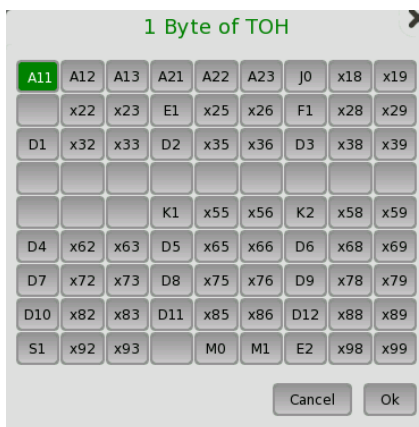 1 Byte of TOH
A11 A12 A13 A21 A22 A23 J0 x18 x19
x22 x23 E1 x25 x26 F1 x28 x29
D1 x32 x33 D2 x35 x36 D3 x38 x39
K1 x55 x56 K2 x58 x59
D4 x62 x63 D5 x65 x66 D6 x68 x69
D7 x72 x73 D8 x75 x76 D9 x78 x79
D10 x82 x83 D11 x85 x86 D12 x88 x89
S1 x92 x93 M0 M1 E2 x98 x99
Cancel Ok